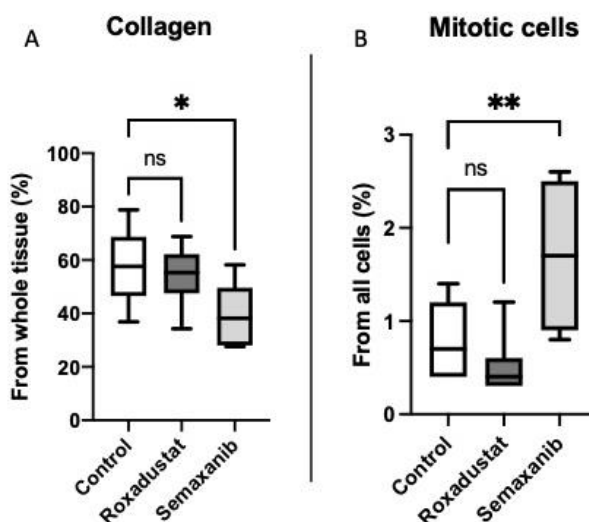 A
Collagen
*
ns
From whole tissue (%)
100
80
60
40
20
0
Control
Roxadustat
Semaxanib
B
Mitotic cells
**
ns
From all cells (%)
3
2
1
0
Control
Roxadustat
Semaxanib